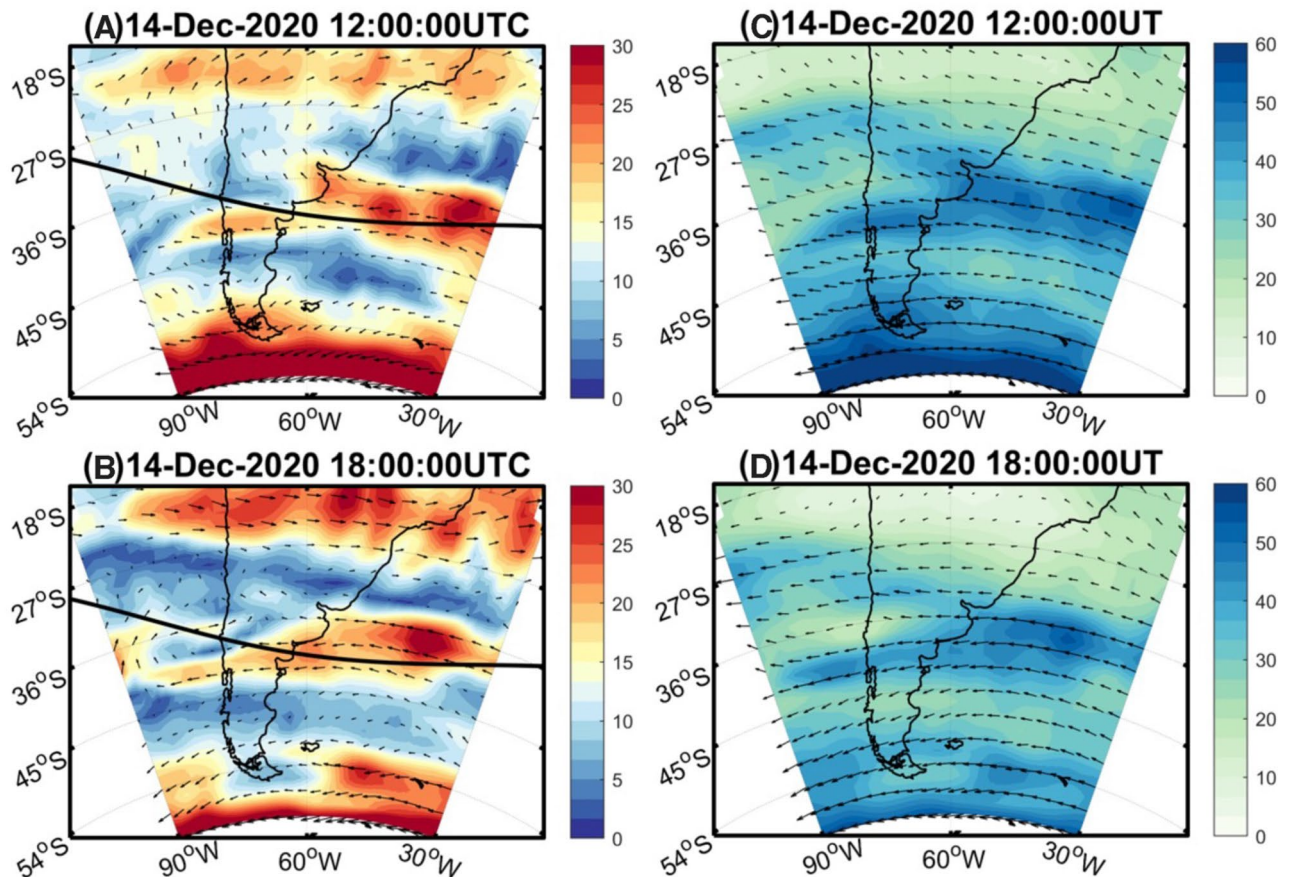 (A)14-Dec-2020 12:00:00UTC
18°S
27°S
36°S
45°S
54°S
90°W
60°W
30°W
30
25
20
15
10
5
0
(C)14-Dec-2020 12:00:00UT
18°S
27°S
36°S
45°S
54°S
90°W
60°W
30°W
60
50
40
30
20
10
0
(B)14-Dec-2020 18:00:00UTC
18°S
27°S
36°S
45°S
54°S
90°W
60°W
30°W
30
25
20
15
10
5
0
(D)14-Dec-2020 18:00:00UT
18°S
27°S
36°S
45°S
54°S
90°W
60°W
30°W
60
50
40
30
20
10
0